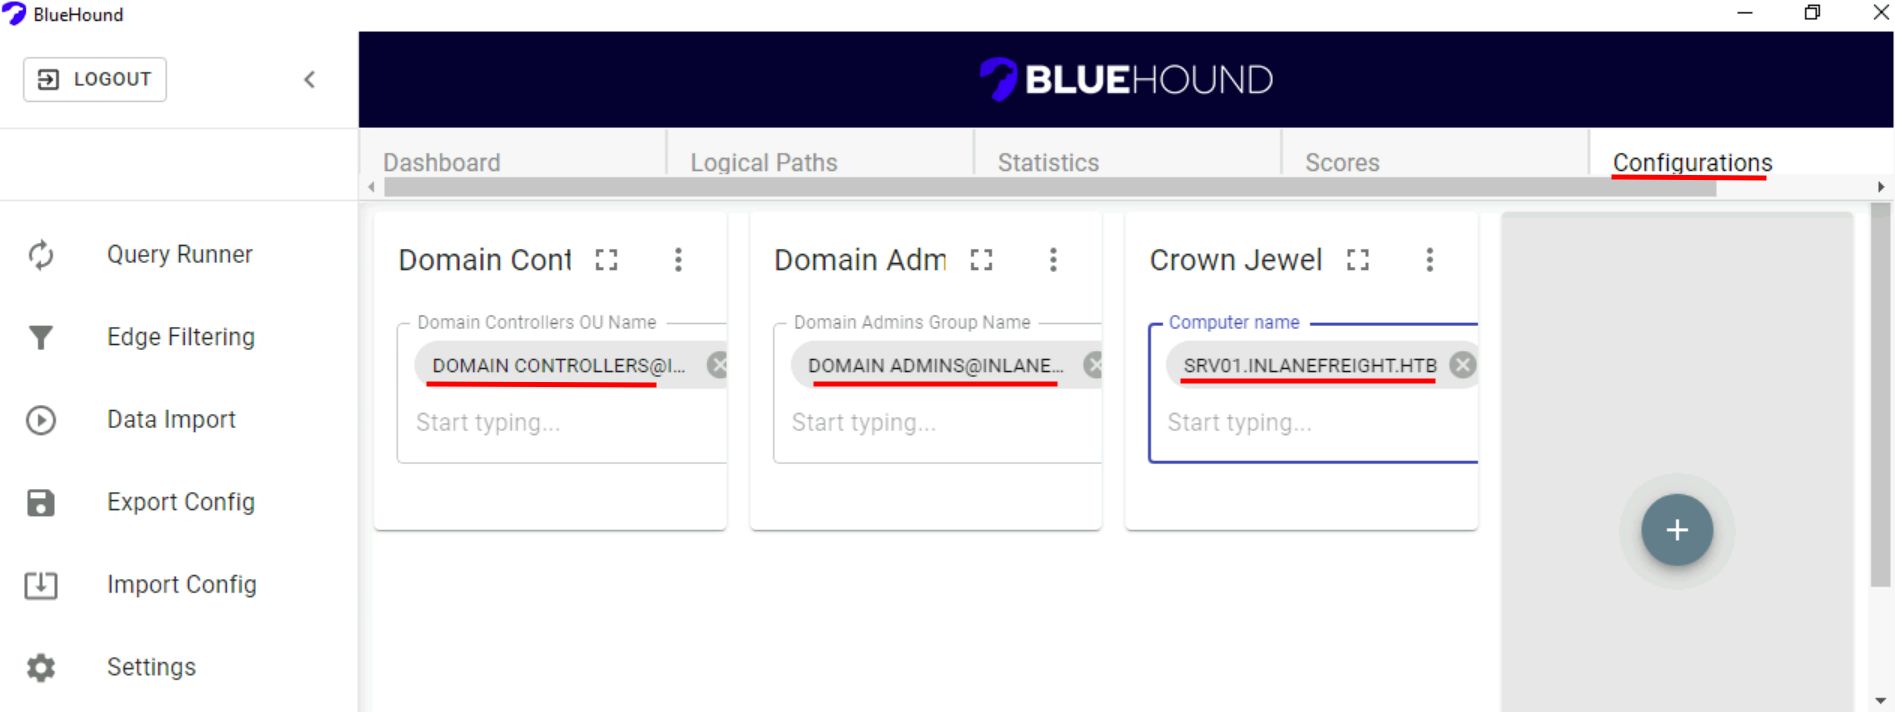 BlueHound
LOGOUT
BLUEHOUND
Dashboard
Logical Paths
Statistics
Scores
Configurations
Query Runner
Edge Filtering
Data Import
Export Config
Import Config
Settings
Domain Cont
Domain Controllers OU Name
DOMAIN CONTROLLERS@I...
Start typing...
Domain Adm
Domain Admins Group Name
DOMAIN ADMINS@INLANE...
Start typing...
Crown Jewel
Computer name
SRV01.INLANEFREIGHT.HTB
Start typing...